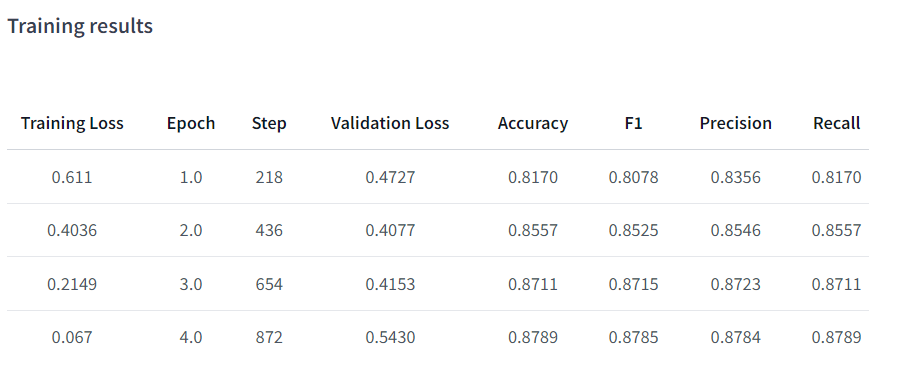 Training results
Training Loss Epoch Step Validation Loss Accuracy F1 Precision Recall
0.611 1.0 218 0.4727 0.8170 0.8078 0.8356 0.8170
0.4036 2.0 436 0.4077 0.8557 0.8525 0.8546 0.8557
0.2149 3.0 654 0.4153 0.8711 0.8715 0.8723 0.8711
0.067 4.0 872 0.5430 0.8789 0.8785 0.8784 0.8789